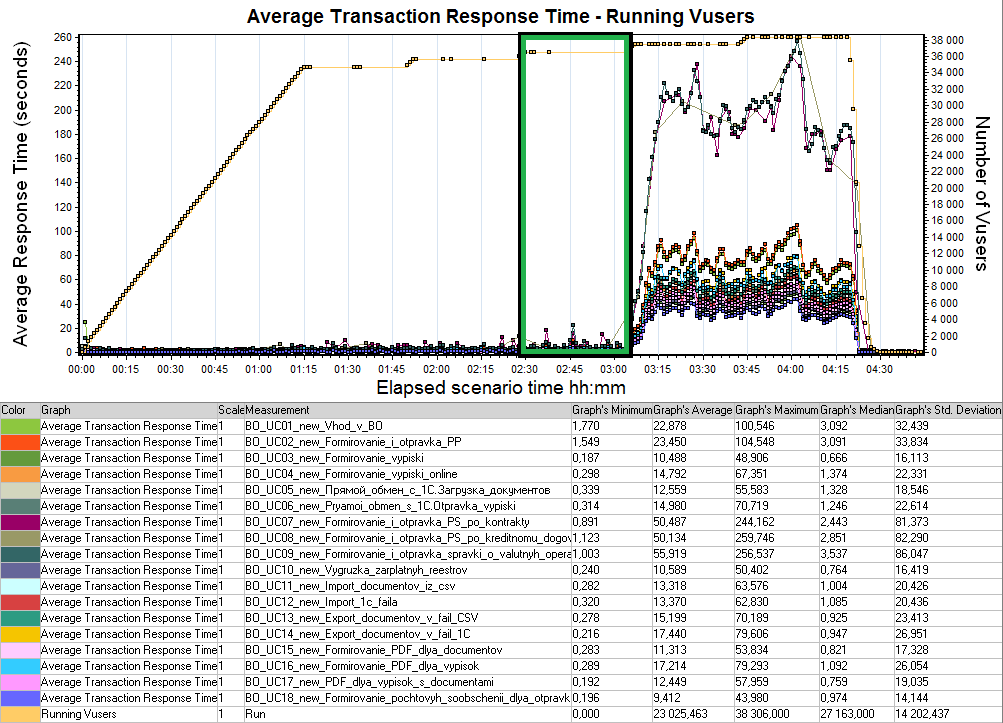 Average Transaction Response Time - Running Vusers
Average Response Time (seconds)
260
240
220
200
180
160
140
120
100
80
60
40
20
0
38 000
36 000
34 000
32 000
30 000
28 000
26 000
24 000
22 000
20 000
18 000
16 000
14 000
12 000
10 000
8 000
6 000
4 000
2 000
0
Number of Vusers
00:00 00:15 00:30 00:45 01:00 01:15 01:30 01:45 02:00 02:15 02:30 02:45 03:00 03:15 03:30 03:45 04:00 04:15 04:30
Elapsed scenario time hh:mm
Color Graph Scale Measurement Graph's Minimum Graph's Average Graph's Maximum Graph's Median Graph's Std. Deviation
Average Transaction Response Time 1 BO_UC01_new_Vhod_v_BO 1,770 22,878 100,546 3,092 32,439
Average Transaction Response Time 1 BO_UC02_new_Formirovanie_i_otpravka_PP 1,549 23,450 104,548 3,091 33,834
Average Transaction Response Time 1 BO_UC03_new_Formirovanie_vypiski 0,187 10,488 48,906 0,666 16,113
Average Transaction Response Time 1 BO_UC04_new_Formirovanie_vypiski_online 0,298 14,792 67,351 1,374 22,331
Average Transaction Response Time 1 BO_UC05_new_Прямой_обмен_с_1С.Загрузка_документов 0,339 12,559 55,583 1,328 18,546
Average Transaction Response Time 1 BO_UC06_new_Pryamoi_obmen_s_1C.Otpravka_vypiski 0,314 14,980 70,719 1,246 22,614
Average Transaction Response Time 1 BO_UC07_new_Formirovanie_i_otpravka_PS_po_kontrakty 0,891 50,487 244,162 2,443 81,373
Average Transaction Response Time 1 BO_UC08_new_Formirovanie_i_otpravka_PS_po_kreditnomu_dogov 1,123 50,134 259,746 2,851 82,290
Average Transaction Response Time 1 BO_UC09_new_Formirovanie_i_otpravka_spravki_o_valutnyh_opera 1,003 55,919 256,537 3,537 86,047
Average Transaction Response Time 1 BO_UC10_new_Vygruzka_zarplatnyh_reestrov 0,240 10,589 50,402 0,764 16,419
Average Transaction Response Time 1 BO_UC11_new_Import_documentov_iz_csv 0,282 13,318 63,576 1,004 20,426
Average Transaction Response Time 1 BO_UC12_new_Import_1c_faila 0,320 13,370 62,830 1,085 20,436
Average Transaction Response Time 1 BO_UC13_new_Export_documentov_v_fail_CSV 0,278 15,199 70,189 0,925 23,413
Average Transaction Response Time 1 BO_UC14_new_Export_documentov_v_fail_1C 0,216 17,440 79,606 0,947 26,951
Average Transaction Response Time 1 BO_UC15_new_Formirovanie_PDF_dlya_documentov 0,283 11,313 53,834 0,821 17,328
Average Transaction Response Time 1 BO_UC16_new_Formirovanie_PDF_dlya_vypisok 0,289 17,214 79,293 1,092 26,054
Average Transaction Response Time 1 BO_UC17_new_PDF_dlya_vypisok_s_documentami 0,192 12,449 57,959 0,759 19,035
Average Transaction Response Time 1 BO_UC18_new_Formirovanie_pochtovyh_soobschenii_dlya_otpravk 0,196 9,412 43,980 0,974 14,144
Running Vusers 1 Run 0,000 23 025,463 38 306,000 27 163,000 14 202,437